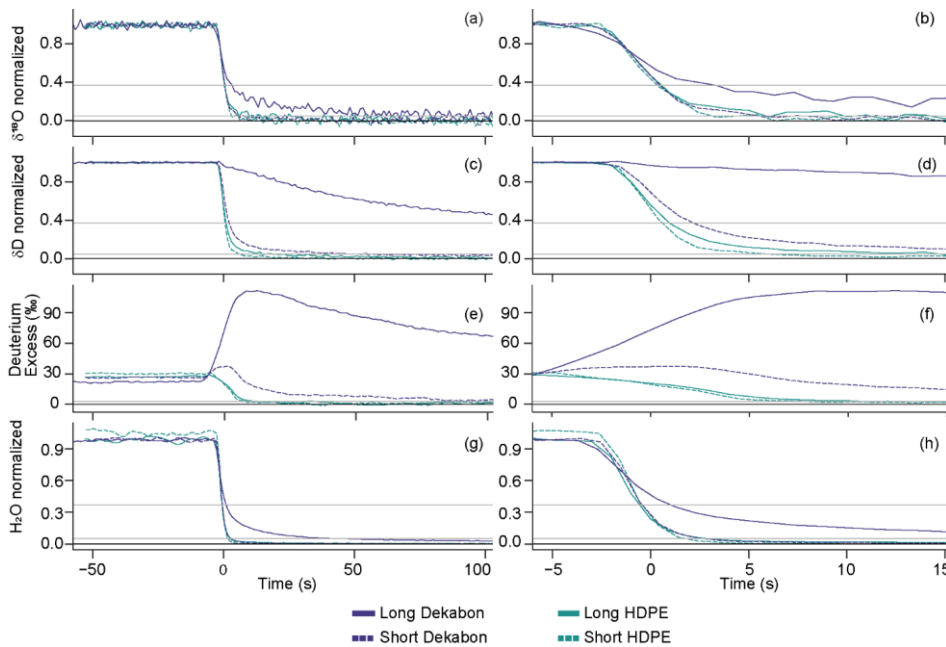 (a)
(b)
δ¹⁸O normalized
0.8
0.4
0.0
0.8
0.4
0.0
(c)
(d)
δD normalized
0.8
0.4
0.0
0.8
0.4
0.0
(e)
(f)
Deuterium
Excess (‰)
90
60
30
0
90
60
30
0
(g)
(h)
H₂O normalized
0.9
0.6
0.3
0.0
0.9
0.6
0.3
0.0
−50
0
50
100
−5
0
5
10
15
Time (s)
Time (s)
Long Dekabon
Long HDPE
Short Dekabon
Short HDPE